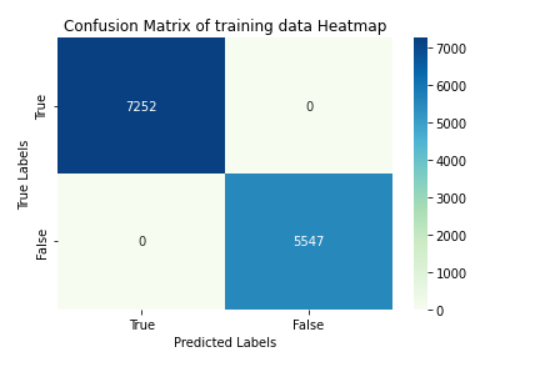 Confusion Matrix of training data Heatmap
True Labels
True
7252 0
False
0 5547
True False
Predicted Labels
7000
6000
5000
4000
3000
2000
1000
0